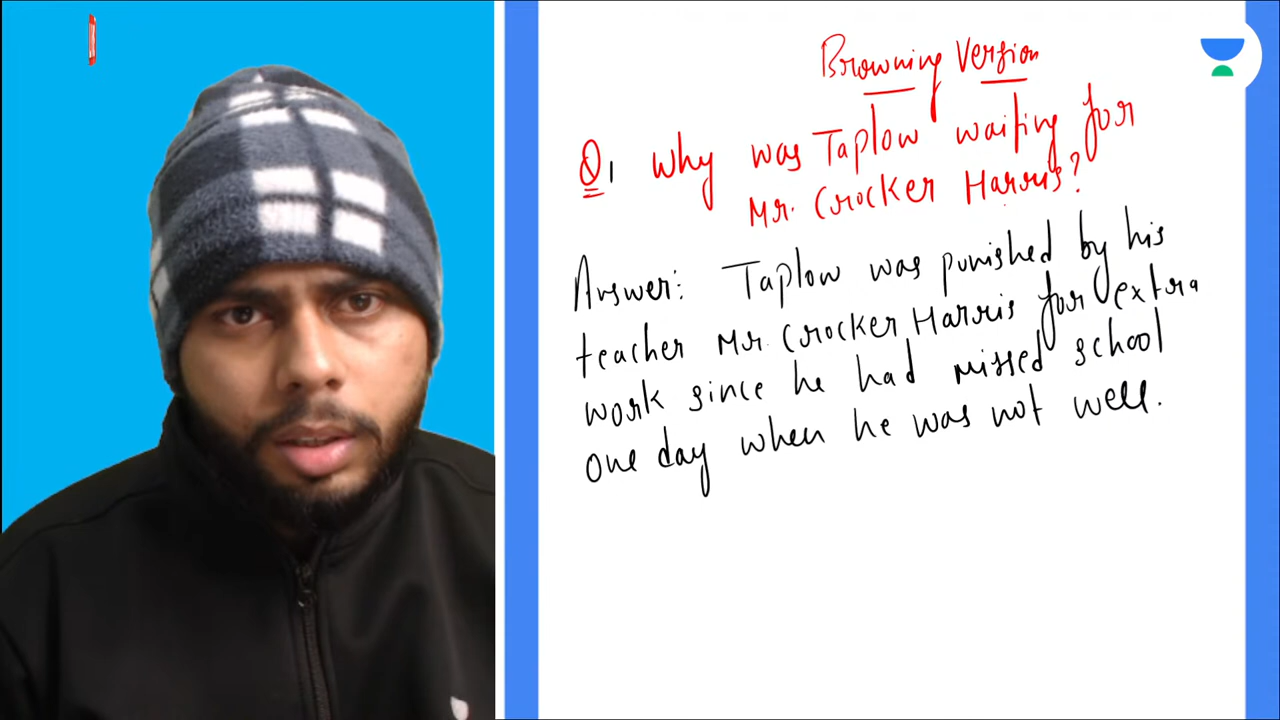 Browning Version
Q1 Why was Taplow waiting for
Mr. Crocker Harris?
Answer: Taplow was punished by his
teacher Mr. Crocker Harris for extra
work since he had missed school
one day when he was not well.